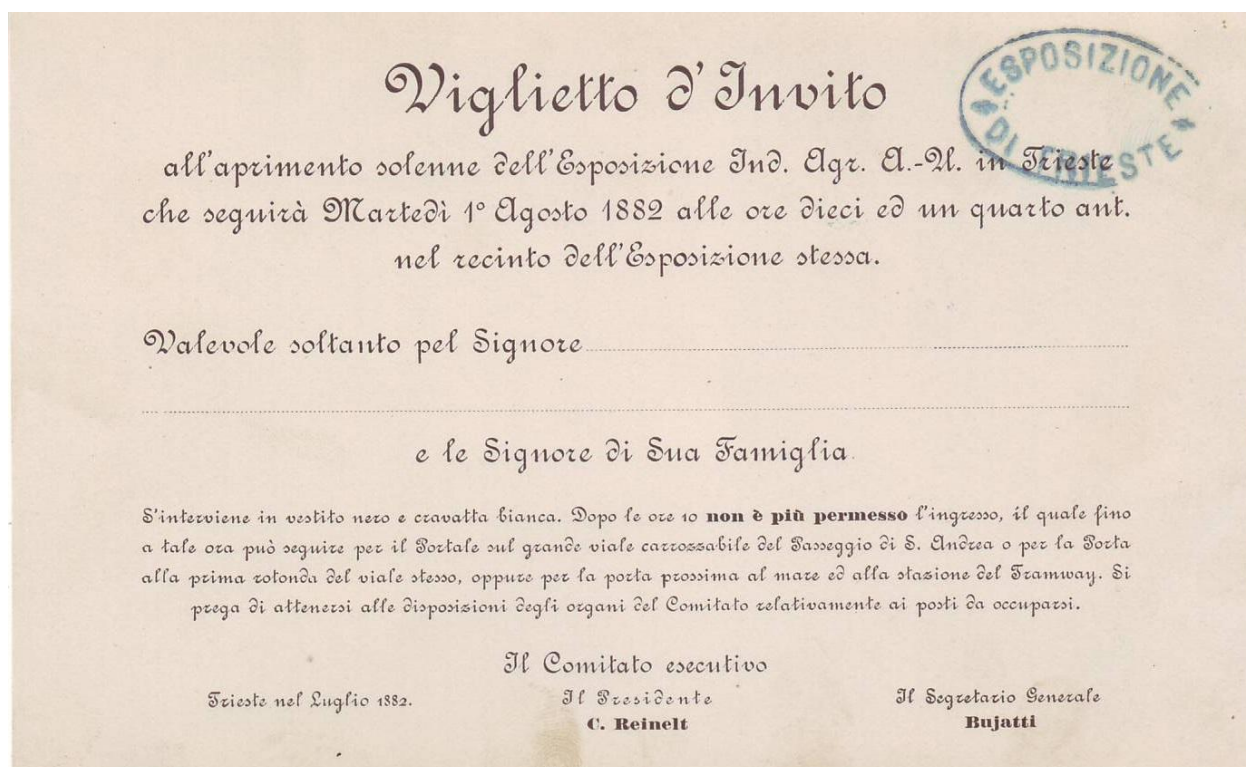 Viglietto d'Invito
ESPOSIZIONE DI TRIESTE
all'aprimento solenne dell'Esposizione Ind. Agr. A.-U. in Trieste
che seguirà Martedì 1º Agosto 1882 alle ore dieci ed un quarto ant.
nel recinto dell'Esposizione stessa.
Valevole soltanto pel Signore
e le Signore di Sua Famiglia.
S'interviene in vestito nero e cravatta bianca. Dopo le ore 10 non è più permesso l'ingresso, il quale fino
a tale ora può seguire per il Portale sul grande viale carrozzabile del Passeggio di S. Andrea o per la Porta
alla prima rotonda del viale stesso, oppure per la porta prossima al mare ed alla stazione del Tramway. Si
prega di attenersi alle disposizioni degli organi del Comitato relativamente ai posti da occuparsi.
Il Comitato esecutivo
Trieste nel Luglio 1882. Il Presidente Il Segretario Generale
C. Reinelt Bujatti